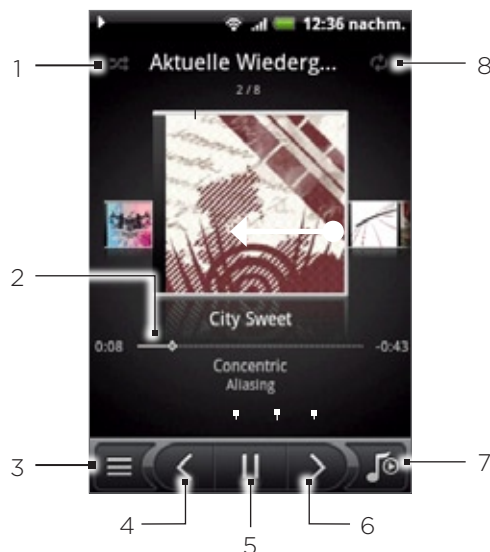 12:36 nachm.
1
Aktuelle Wiederg...
8
2 / 8
2
City Sweet
0:08
-0:43
Concentric
Aliasing
3
7
4
5
6